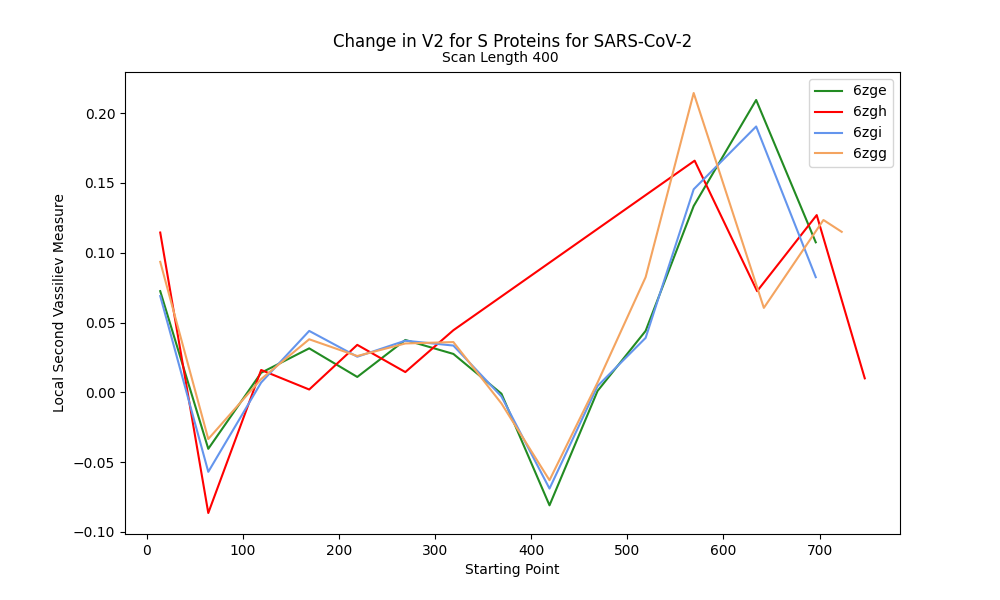 Change in V2 for S Proteins for SARS-CoV-2
Scan Length 400
6zge
6zgh
6zgi
6zgg
Local Second Vassiliev Measure
0.20
0.15
0.10
0.05
0.00
−0.05
−0.10
0 100 200 300 400 500 600 700
Starting Point